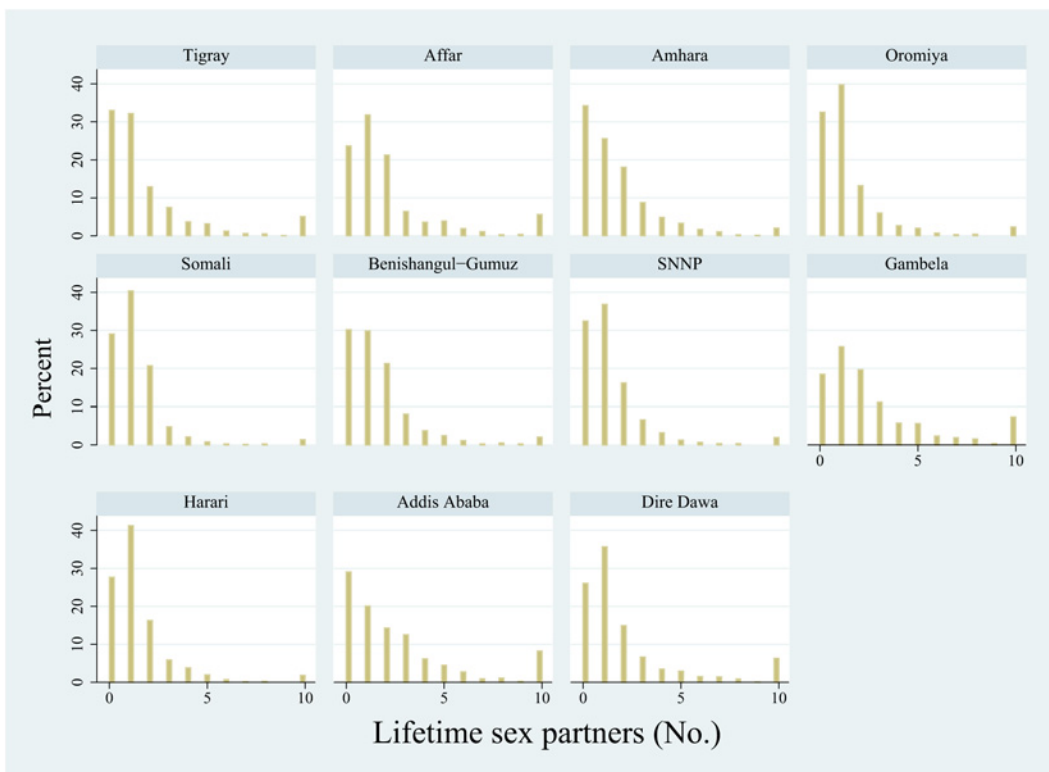 Tigray
Affar
Amhara
Oromiya
0 10 20 30 40
Somali
Benishangul−Gumuz
SNNP
Gambela
0 10 20 30 40
0 5 10
Harari
Addis Ababa
Dire Dawa
0 10 20 30 40
0 5 10
0 5 10
0 5 10
Percent
Lifetime sex partners (No.)